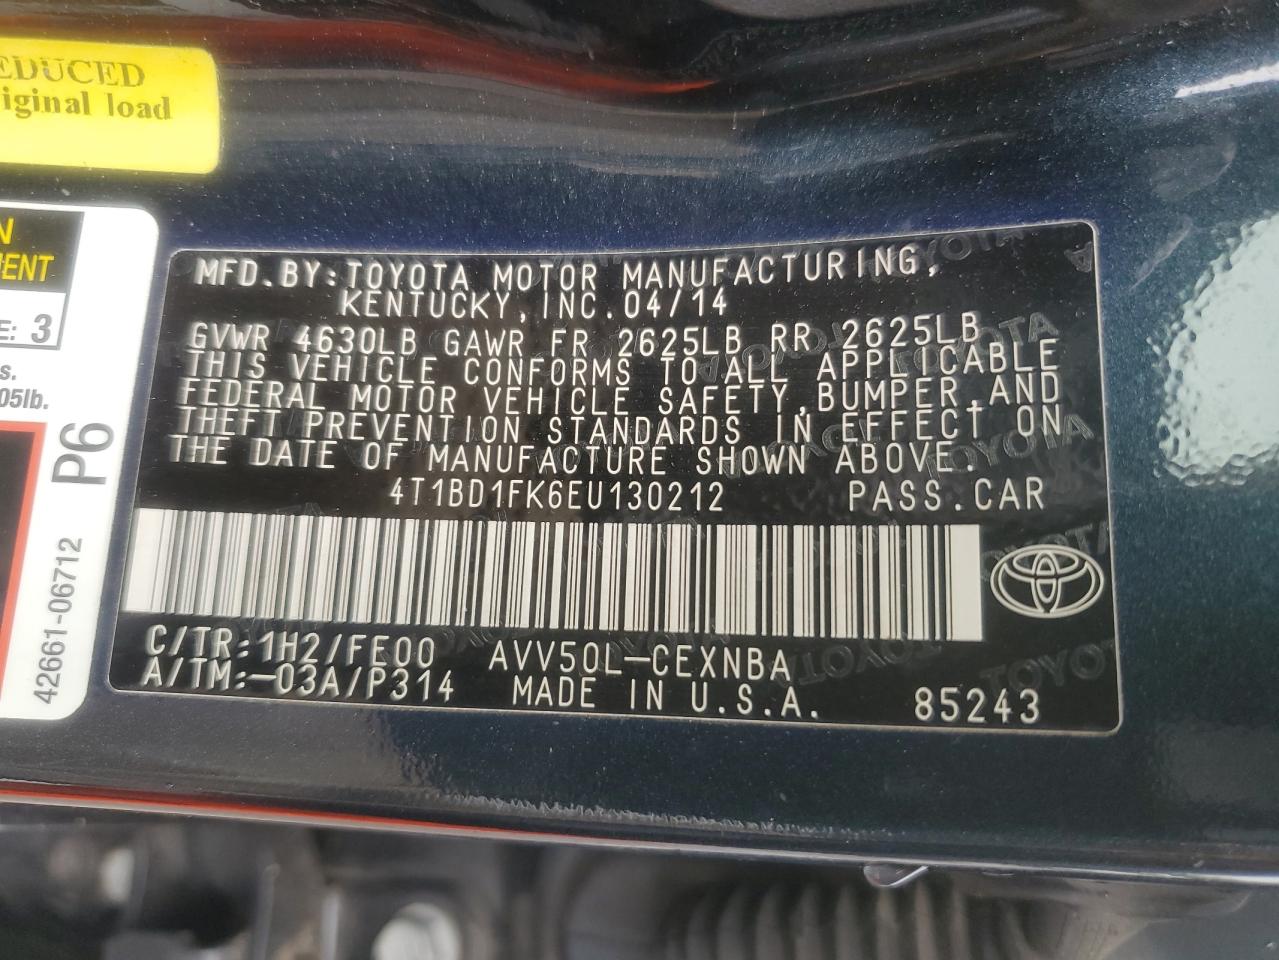 EDUCED
iginal load
N
MENT
E: 3
s.
05lb.
P6
42661-06712
MFD.BY:TOYOTA MOTOR MANUFACTURING,
KENTUCKY,INC.04/14
GVWR 4630LB GAWR FR 2625LB RR 2625LB
THIS VEHICLE CONFORMS TO ALL APPLICABLE
FEDERAL MOTOR VEHICLE SAFETY,BUMPER,AND
THEFT PREVENTION STANDARDS IN EFFECT ON
THE DATE OF MANUFACTURE SHOWN ABOVE.
4T1BD1FK6EU130212 PASS.CAR
C/TR:1H2/FE00 AVV50L-CEXNBA
A/TM:-03A/P314 MADE IN U.S.A. 85243